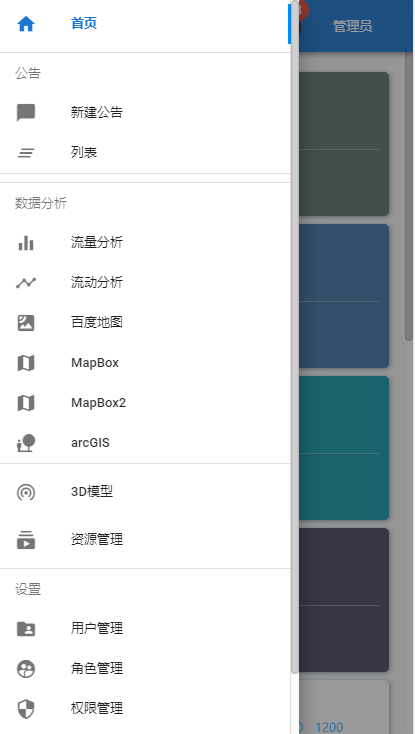 首页
管理员
公告
新建公告
列表
数据分析
流量分析
流动分析
百度地图
MapBox
MapBox2
arcGIS
3D模型
资源管理
设置
用户管理
角色管理
权限管理
1200